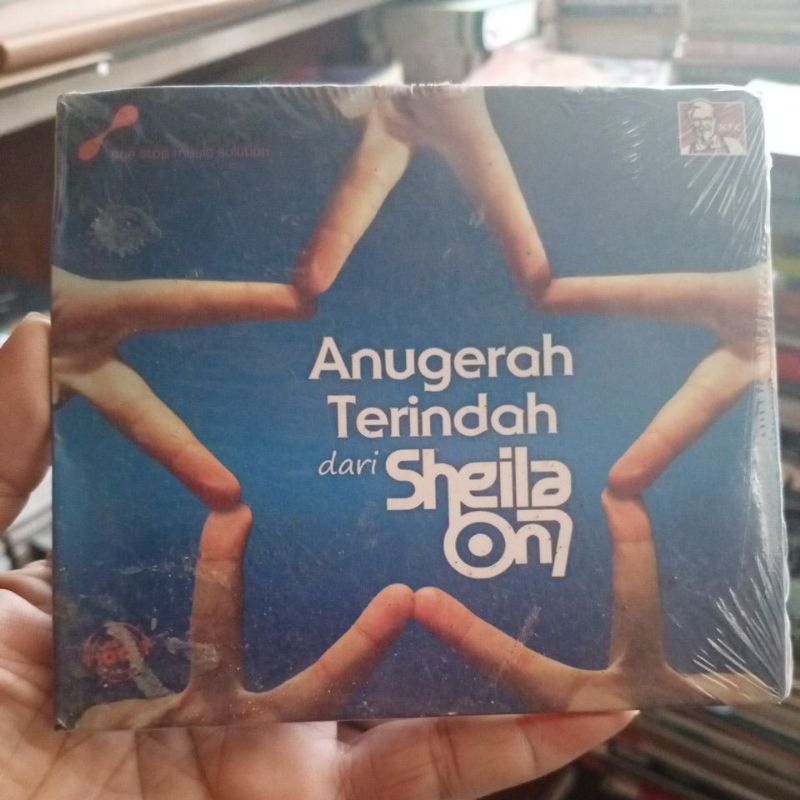 one stop music solution
KFC
Anugerah
Terindah
dari Sheila
On7